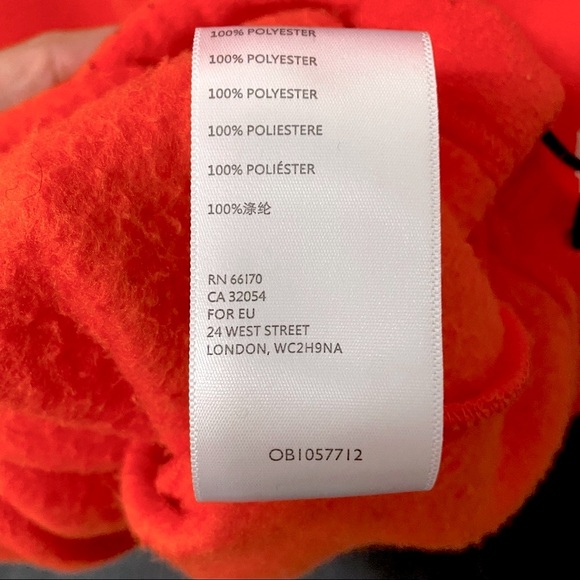 100% POLYESTER
100% POLYESTER
100% POLYESTER
100% POLIESTERE
100% POLIÉSTER
100%涤纶
RN 66170
CA 32054
FOR EU
24 WEST STREET
LONDON, WC2H9NA
OB1057712